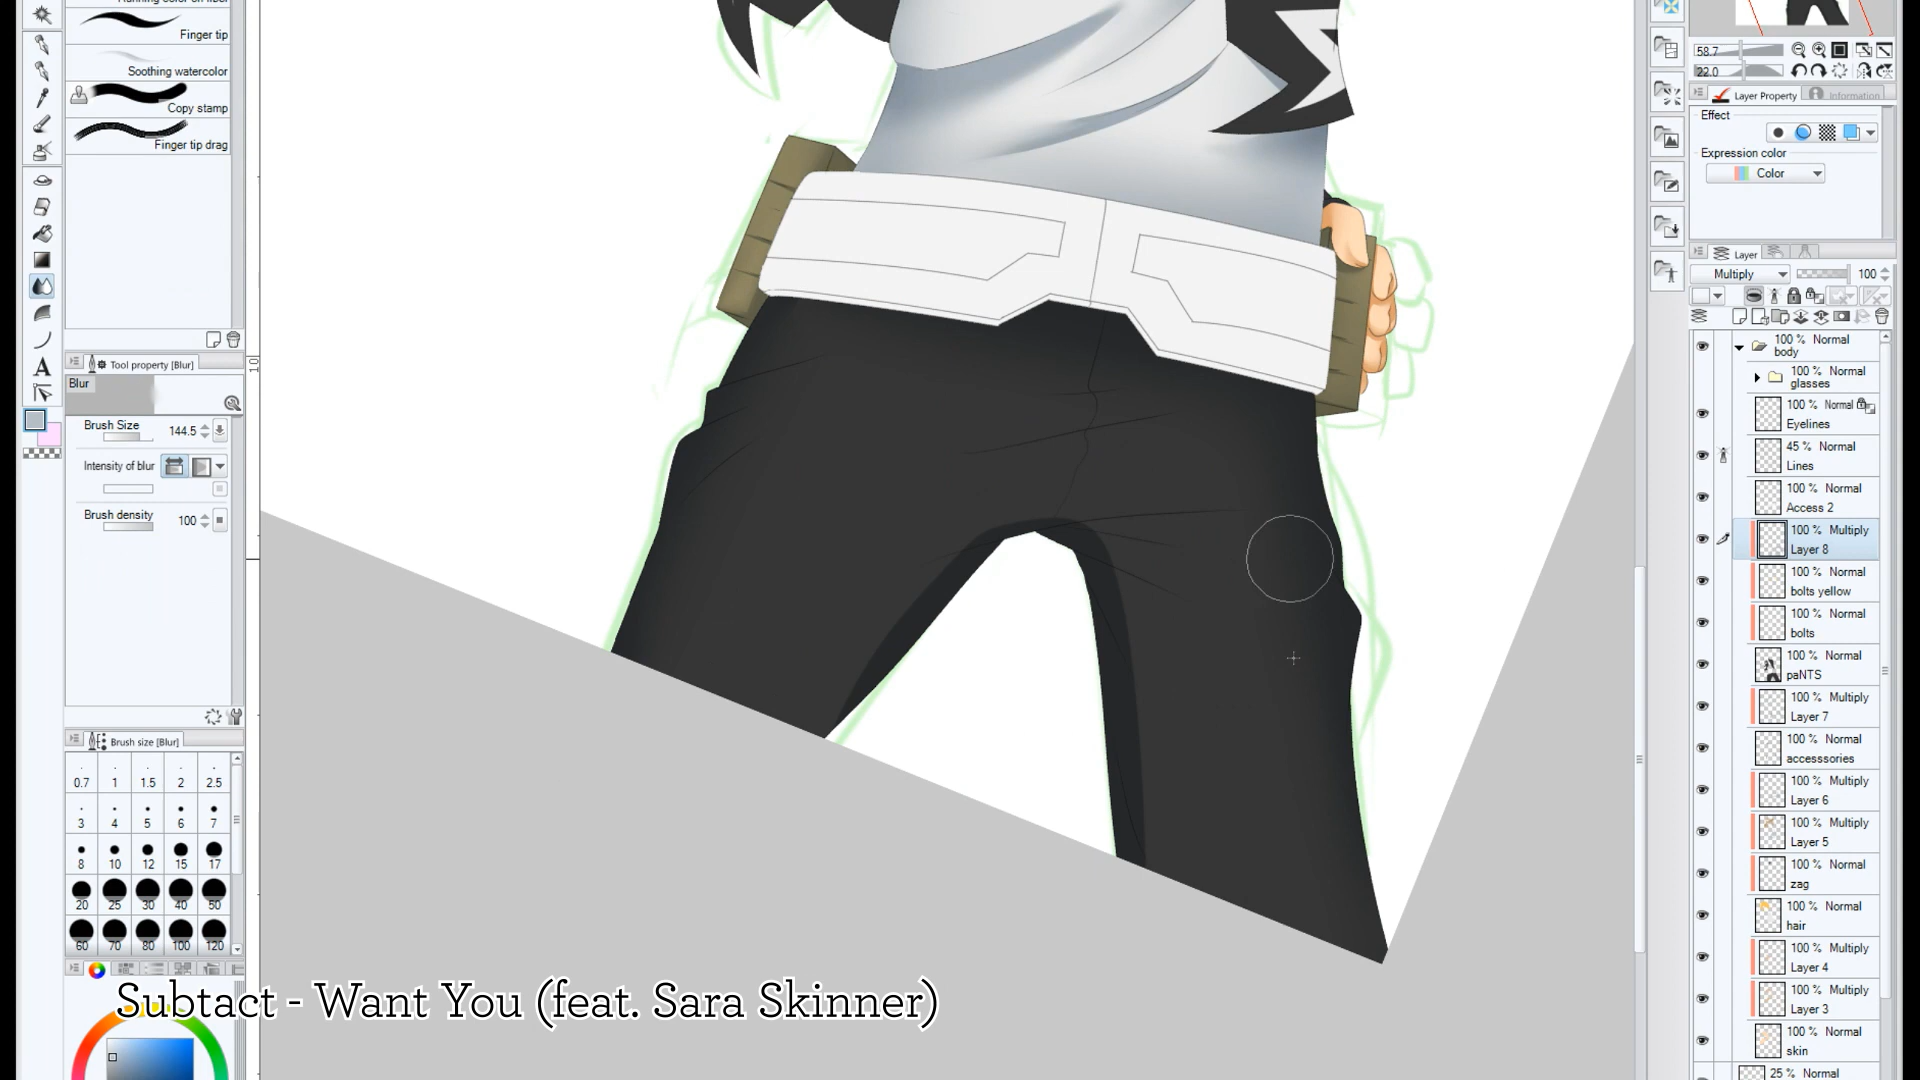 Running color on fiber
Finger tip
Soothing watercolor
Copy stamp
Finger tip drag
Tool property [Blur]
Blur
Brush Size 144.5
Intensity of blur
Brush density 100
Brush size [Blur]
0.7 1 1.5 2 2.5
3 4 5 6 7
8 10 12 15 17
20 25 30 40 50
60 70 80 100 120
10
Subtact - Want You (feat. Sara Skinner)
58.7
22.0
Layer Property Information
Effect
Expression color
Color
Layer
Multiply 100
100 % Normal
body
100 % Normal
glasses
100 % Normal
Eyelines
45 % Normal
Lines
100 % Normal
Access 2
100 % Multiply
Layer 8
100 % Normal
bolts yellow
100 % Normal
bolts
100 % Normal
paNTS
100 % Multiply
Layer 7
100 % Normal
accesssories
100 % Multiply
Layer 6
100 % Multiply
Layer 5
100 % Normal
zag
100 % Normal
hair
100 % Multiply
Layer 4
100 % Multiply
Layer 3
100 % Normal
skin
25 % Normal